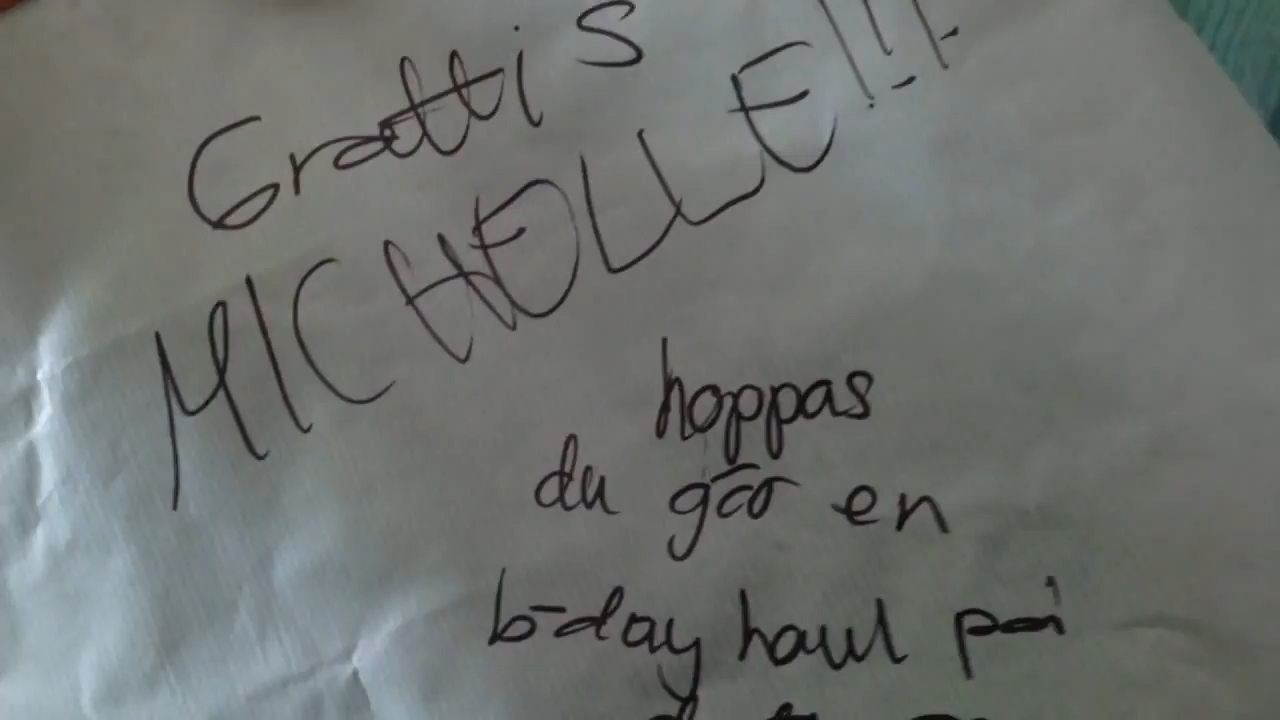 Grattis
MICHELLE!!!
hoppas
du gör en
b-day haul på